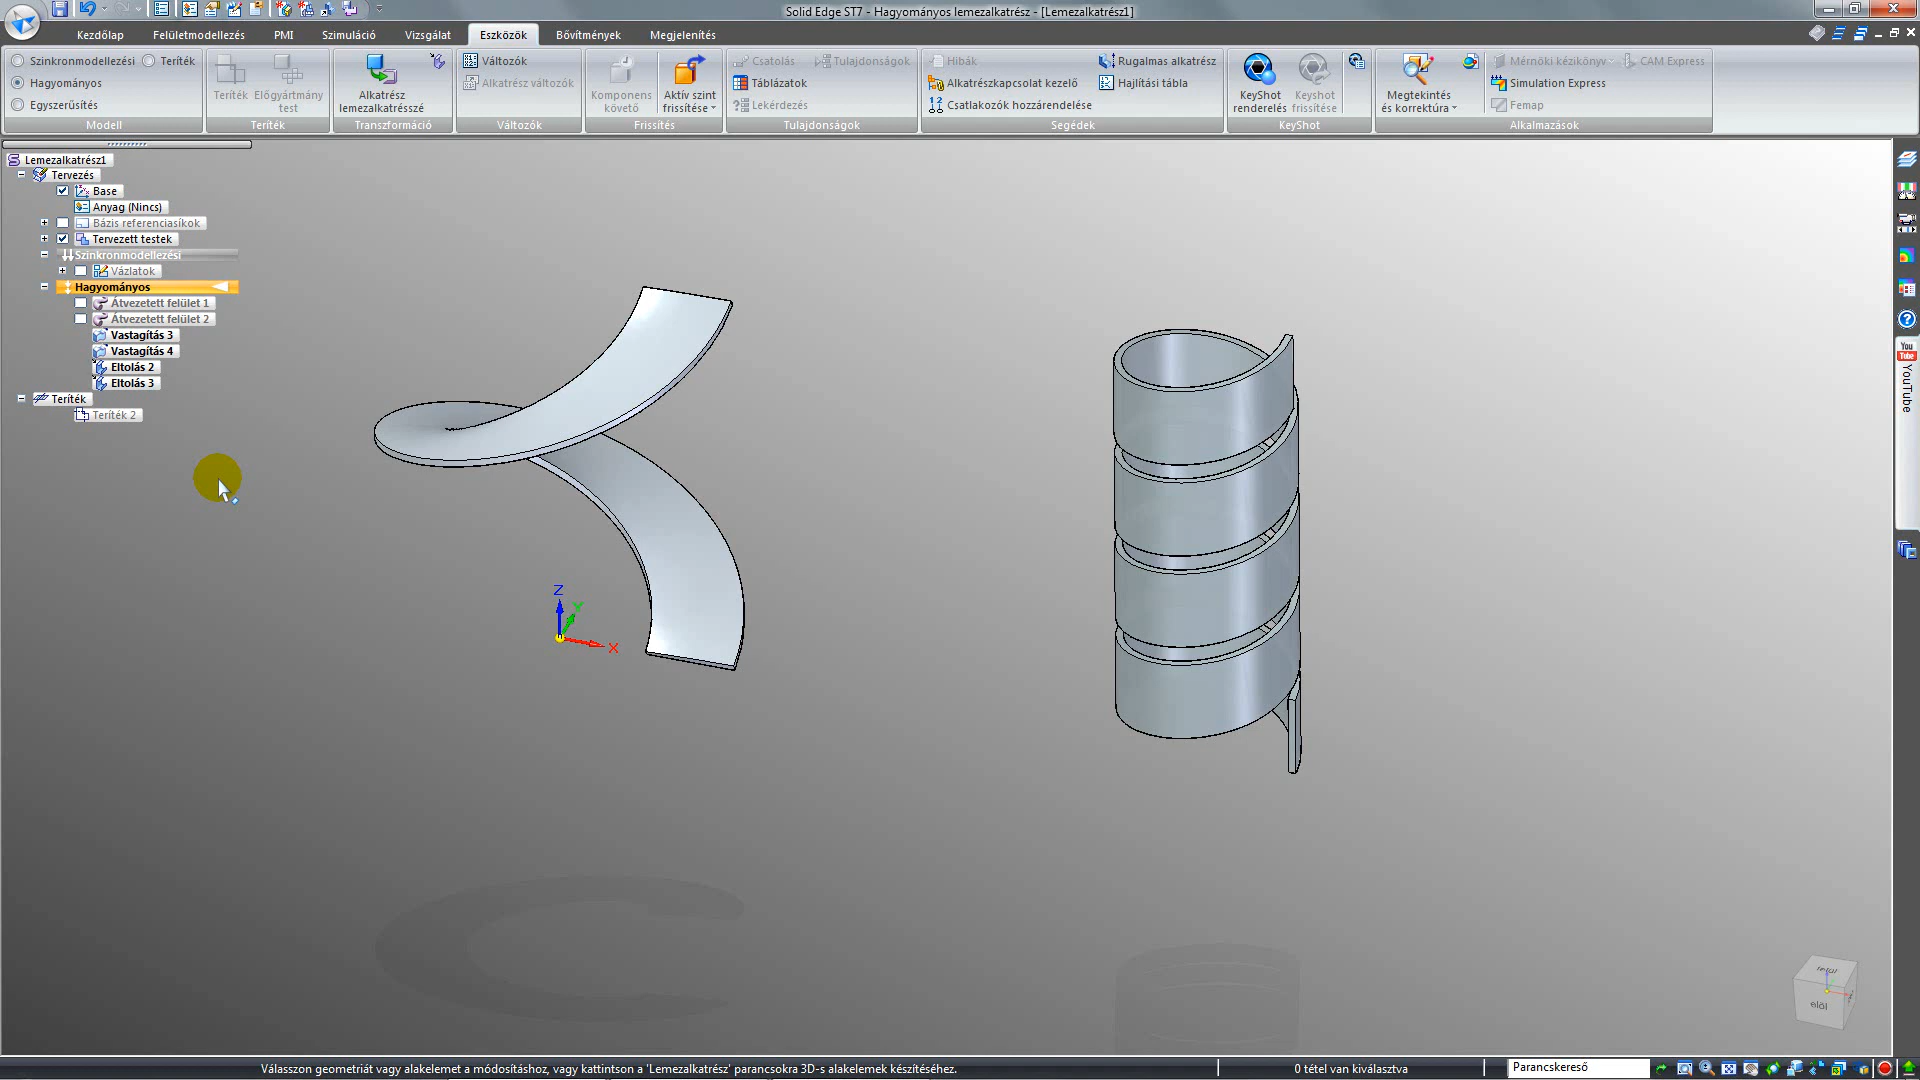 Solid Edge ST7 - Hagyományos lemezalkatrész - [Lemezalkatrész1]
Kezdőlap Felületmodellezés PMI Szimuláció Vizsgálat Eszközök Bővítmények Megjelenítés
Szinkronmodellezési Teríték
Hagyományos
Egyszerűsítés
Modell
Teríték Előgyártmány test
Teríték
Alkatrész lemezalkatrésszé
Transzformáció
Változók
Alkatrész változók
Változók
Komponens követő
Aktív szint frissítése
Frissítés
Csatolás Tulajdonságok
Táblázatok
Lekérdezés
Tulajdonságok
Hibák
Alkatrészkapcsolat kezelő
Csatlakozók hozzárendelése
Rugalmas alkatrész
Hajlítási tábla
Segédek
KeyShot renderelés
Keyshot frissítése
KeyShot
Megtekintés és korrektúra
Mérnöki kézikönyv CAM Express
Simulation Express
Femap
Alkalmazások
Lemezalkatrész1
Tervezés
Base
Anyag (Nincs)
Bázis referenciasíkok
Tervezett testek
Szinkronmodellezési
Vázlatok
Hagyományos
Átvezetett felület 1
Átvezetett felület 2
Vastagítás 3
Vastagítás 4
Eltolás 2
Eltolás 3
Teríték
Teríték 2
Z
Y
X
You
Tube
YouTube
felül
elöl
Válasszon geometriát vagy alakelemet a módosításhoz, vagy kattintson a 'Lemezalkatrész' parancsokra 3D-s alakelemek készítéséhez.
0 tétel van kiválasztva
Parancskereső